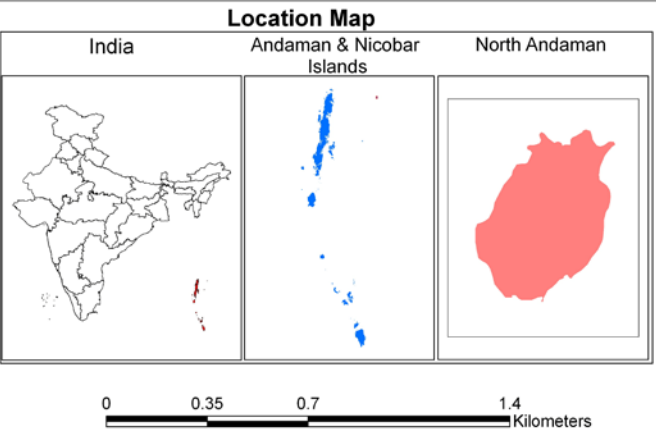 Location Map
India
Andaman & Nicobar
Islands
North Andaman
0 0.35 0.7 1.4
Kilometers